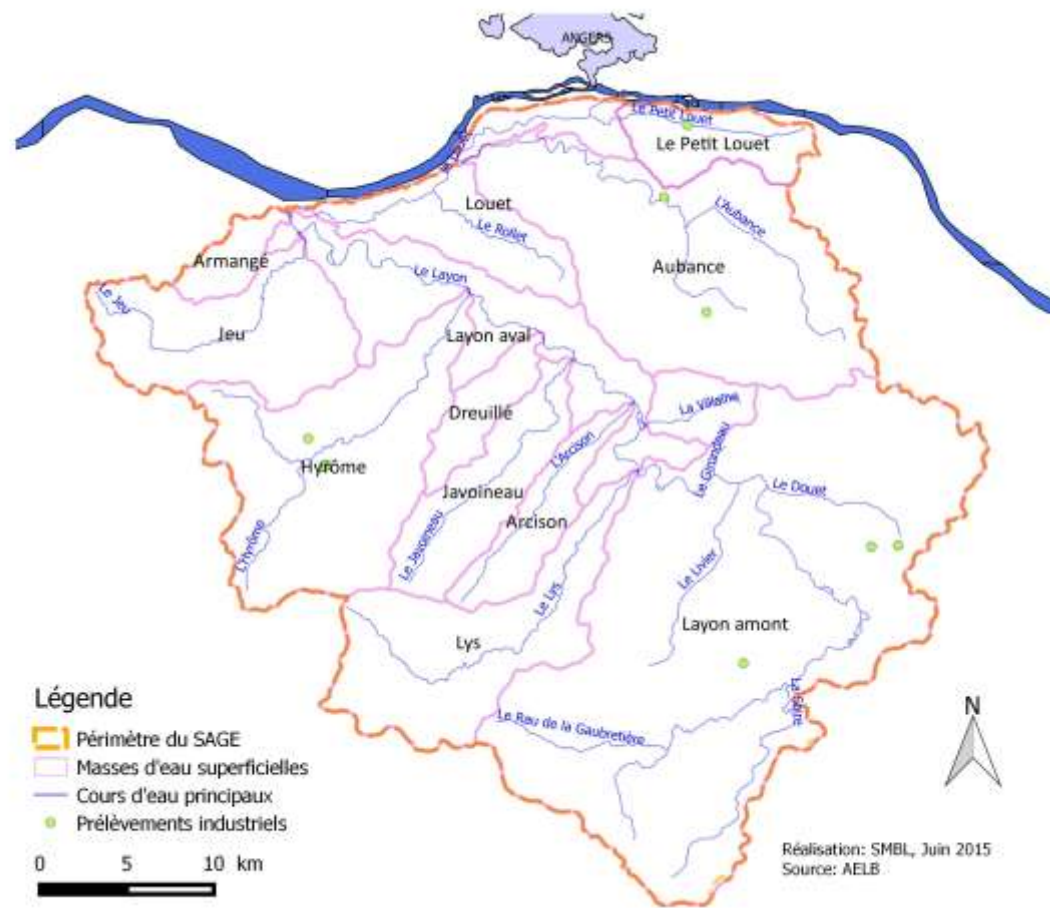 ANGERS
Le Petit Louet
Le Petit Louet
Louet
L'Aubance
Le Rollet
Aubance
Armangé
Le Layon
Le Jeu
Jeu
Layon aval
La Villaine
Dreuillé
L'Arcison
Le Girondeau
Hyrôme
Le Douet
Javoineau
Arcison
L'Hyrôme
Le Javoineau
Le Lys
Le Livier
Layon amont
Lys
Le Rau de la Gaubretière
Légende
Périmètre du SAGE
Masses d'eau superficielles
Cours d'eau principaux
Prélèvements industriels
0 5 10 km
N
Réalisation: SMBL, Juin 2015
Source: AELB